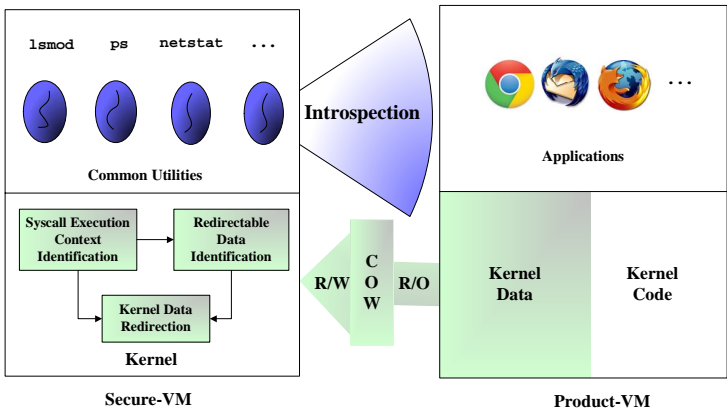 lsmod ps netstat ...
Common Utilities
Introspection
...
Applications
Syscall Execution
Context
Identification
Redirectable
Data
Identification
Kernel Data
Redirection
Kernel
R/W
C
O
W
R/O
Kernel
Data
Kernel
Code
Secure-VM
Product-VM